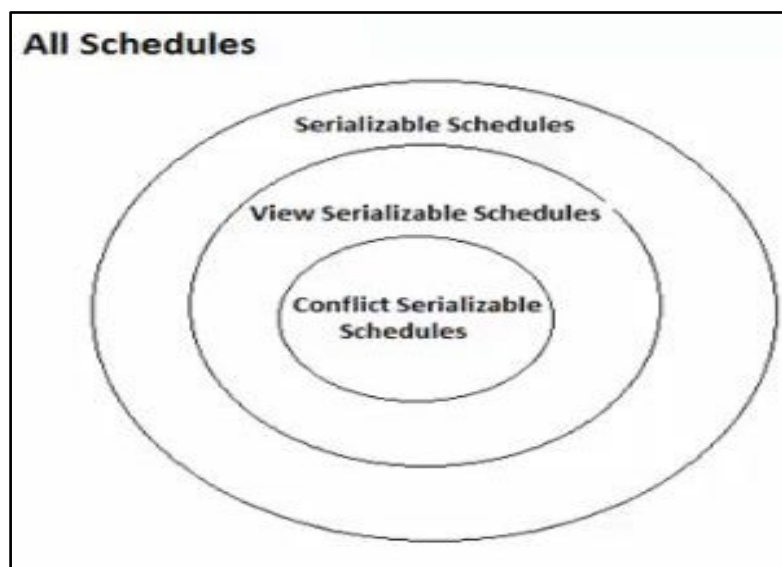 All Schedules
Serializable Schedules
View Serializable Schedules
Conflict Serializable
Schedules